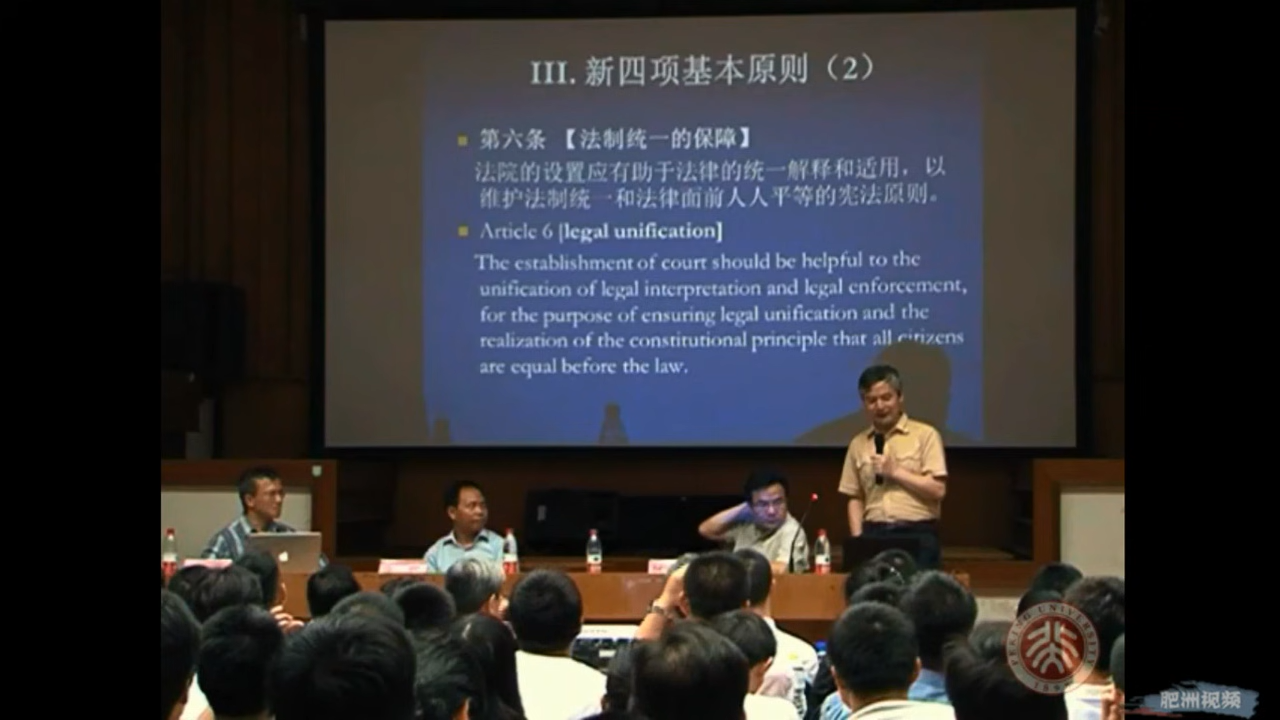 III. 新四项基本原则（2）
第六条 【法制统一的保障】
法院的设置应有助于法律的统一解释和适用，以
维护法制统一和法律面前人人平等的宪法原则。
Article 6 [legal unification]
The establishment of court should be helpful to the
unification of legal interpretation and legal enforcement,
for the purpose of ensuring legal unification and the
realization of the constitutional principle that all citizens
are equal before the law.
PEKING UNIVERSITY
1898
肥洲视频